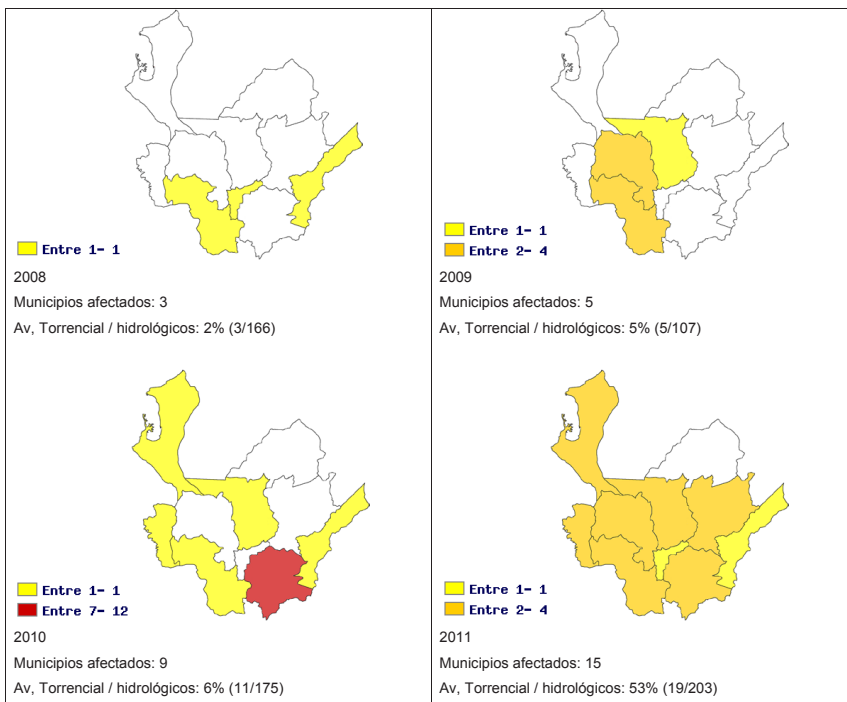 Entre 1- 1
2008
Municipios afectados: 3
Av, Torrencial / hidrológicos: 2% (3/166)
Entre 1- 1
Entre 2- 4
2009
Municipios afectados: 5
Av, Torrencial / hidrológicos: 5% (5/107)
Entre 1- 1
Entre 7- 12
2010
Municipios afectados: 9
Av, Torrencial / hidrológicos: 6% (11/175)
Entre 1- 1
Entre 2- 4
2011
Municipios afectados: 15
Av, Torrencial / hidrológicos: 53% (19/203)